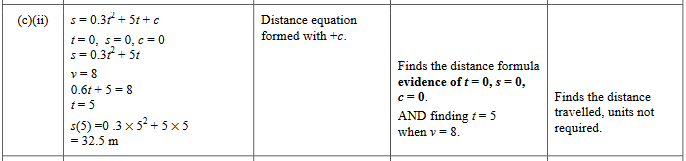 (c)(ii)
s = 0.3t² + 5t + c
t = 0, s = 0, c = 0
s = 0.3t² + 5t
v = 8
0.6t + 5 = 8
t = 5
s(5) =0 .3 × 5² + 5 × 5
= 32.5 m
Distance equation
formed with +c.
Finds the distance formula
evidence of t = 0, s = 0,
c = 0.
AND finding t = 5
when v = 8.
Finds the distance
travelled, units not
required.